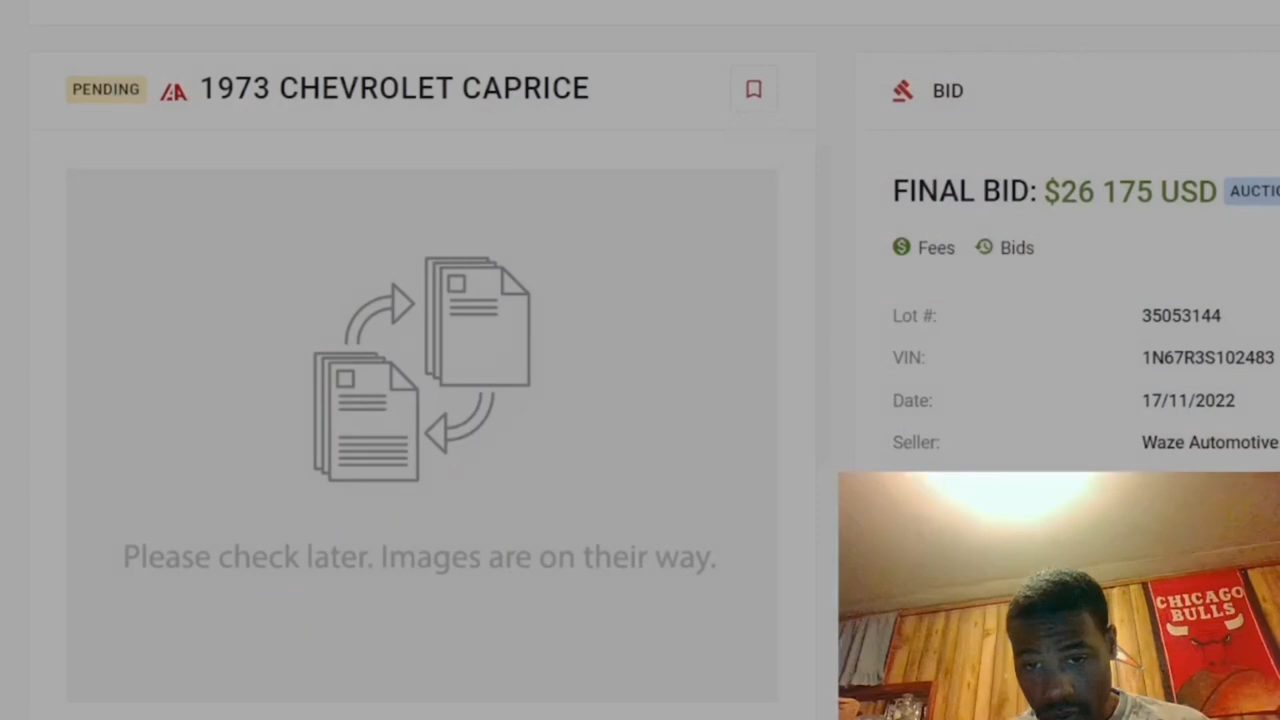 PENDING
1973 CHEVROLET CAPRICE
Please check later. Images are on their way.
BID
FINAL BID: $26 175 USD
Fees
Bids
Lot #: 35053144
VIN: 1N67R3S102483
Date: 17/11/2022
Seller: Waze Automotive
CHICAGO
BULLS